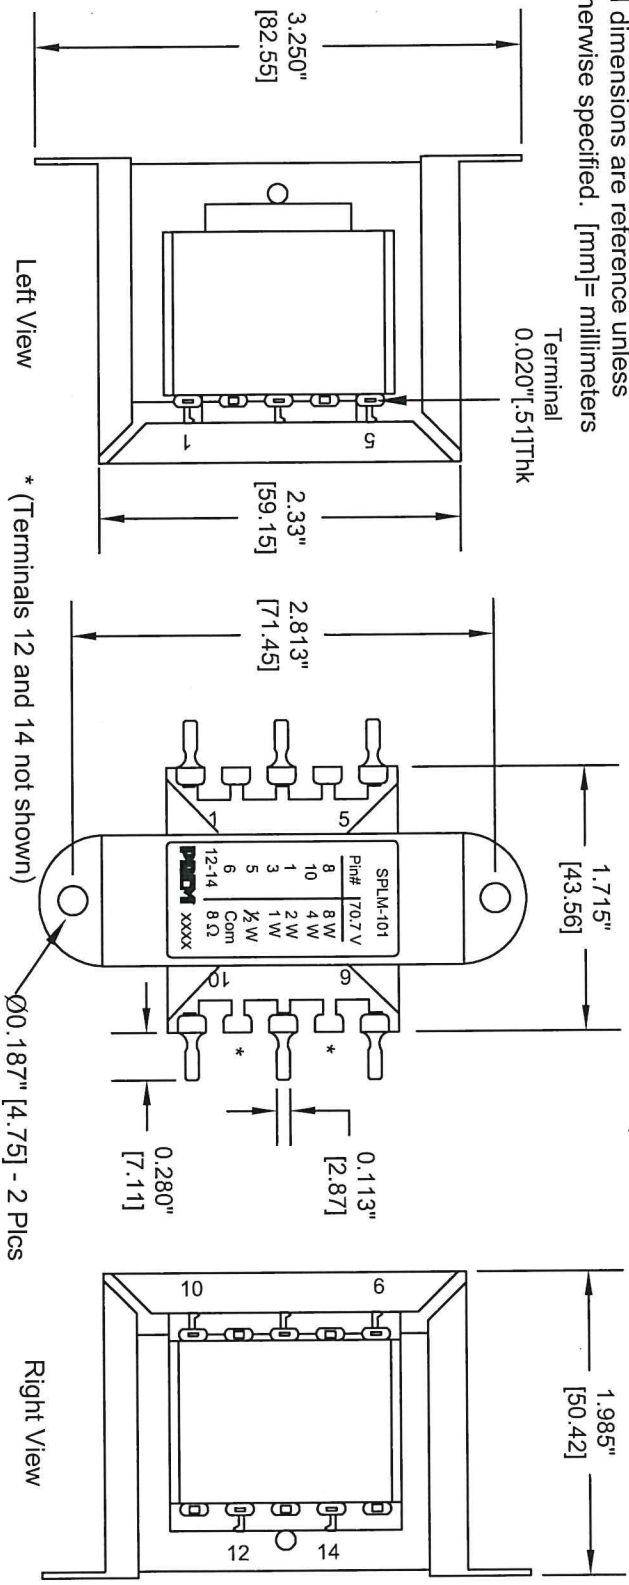 l dimensions are reference unless
herwise specified. [mm]= millimeters
3.250"
[82.55]
Terminal
0.020"[.51]Thk
1
5
2.33"
[59.15]
Left View
* (Terminals 12 and 14 not shown)
2.813"
[71.45]
1.715"
[43.56]
1
5
SPLM-101
Pin# 70.7 V
8 8 W
10 4 W
1 2 W
3 1 W
5 ½ W
6 Com
12-14 8 Ω
PREM XXXX
10
6
*
*
Ø0.187" [4.75] - 2 Plcs
0.280"
[7.11]
0.113"
[2.87]
10
6
12
14
1.985"
[50.42]
Right View